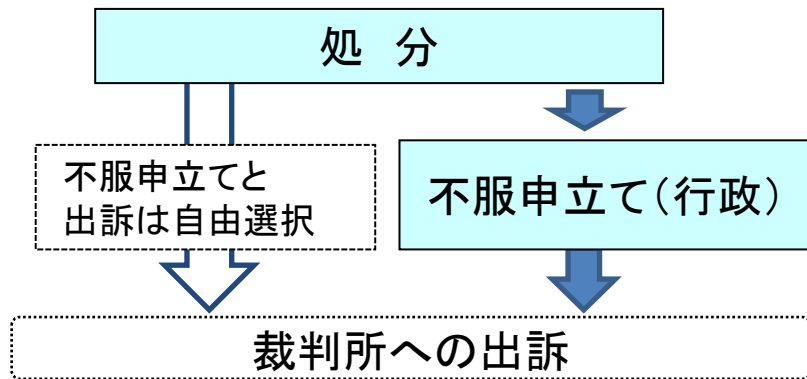 処 分
不服申立てと
出訴は自由選択
不服申立て（行政）
裁判所への出訴